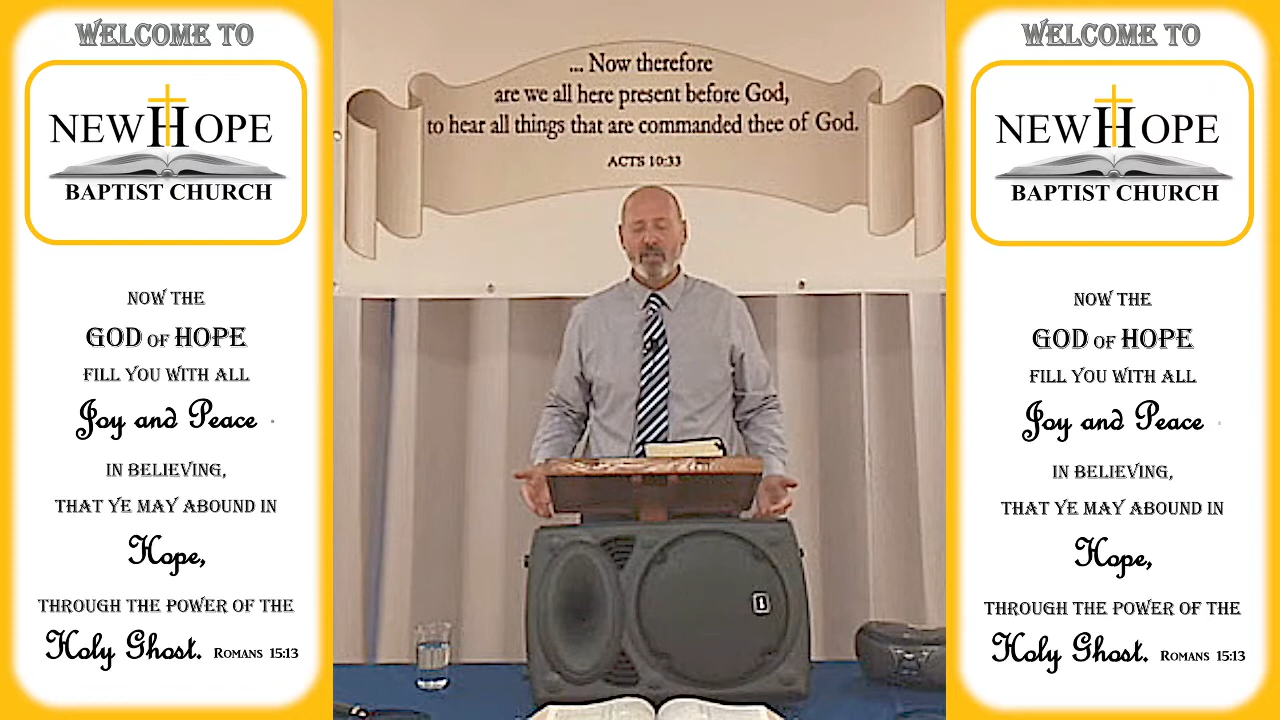 WELCOME TO
NEW HOPE
BAPTIST CHURCH
NOW THE
GOD OF HOPE
FILL YOU WITH ALL
Joy and Peace
IN BELIEVING,
THAT YE MAY ABOUND IN
Hope,
THROUGH THE POWER OF THE
Holy Ghost. ROMANS 15:13
... Now therefore
are we all here present before God,
to hear all things that are commanded thee of God.
ACTS 10:33
WELCOME TO
NEW HOPE
BAPTIST CHURCH
NOW THE
GOD OF HOPE
FILL YOU WITH ALL
Joy and Peace
IN BELIEVING,
THAT YE MAY ABOUND IN
Hope,
THROUGH THE POWER OF THE
Holy Ghost. ROMANS 15:13